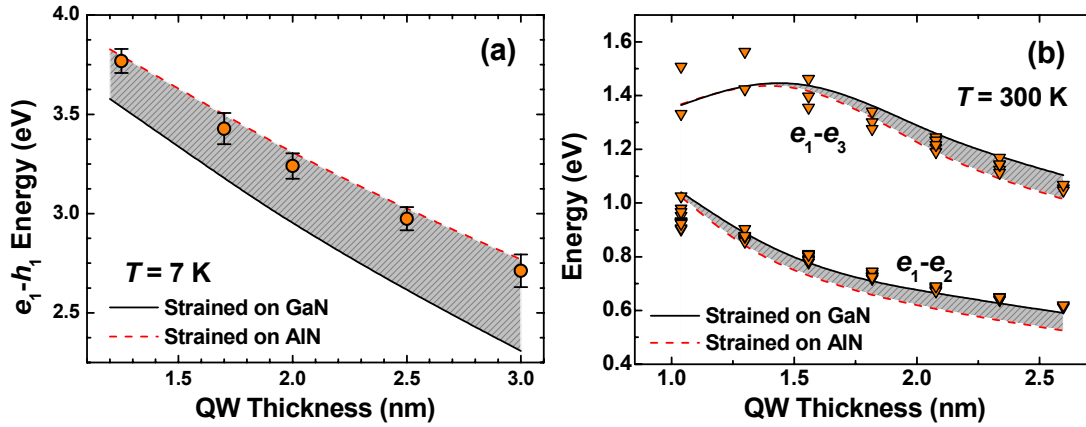 (a)
4.0
3.5
3.0
2.5
e1-h1 Energy (eV)
T = 7 K
Strained on GaN
Strained on AlN
1.5 2.0 2.5 3.0
QW Thickness (nm)
(b)
1.6
1.4
1.2
1.0
0.8
0.6
0.4
Energy (eV)
T = 300 K
e1-e3
e1-e2
Strained on GaN
Strained on AlN
1.0 1.5 2.0 2.5
QW Thickness (nm)